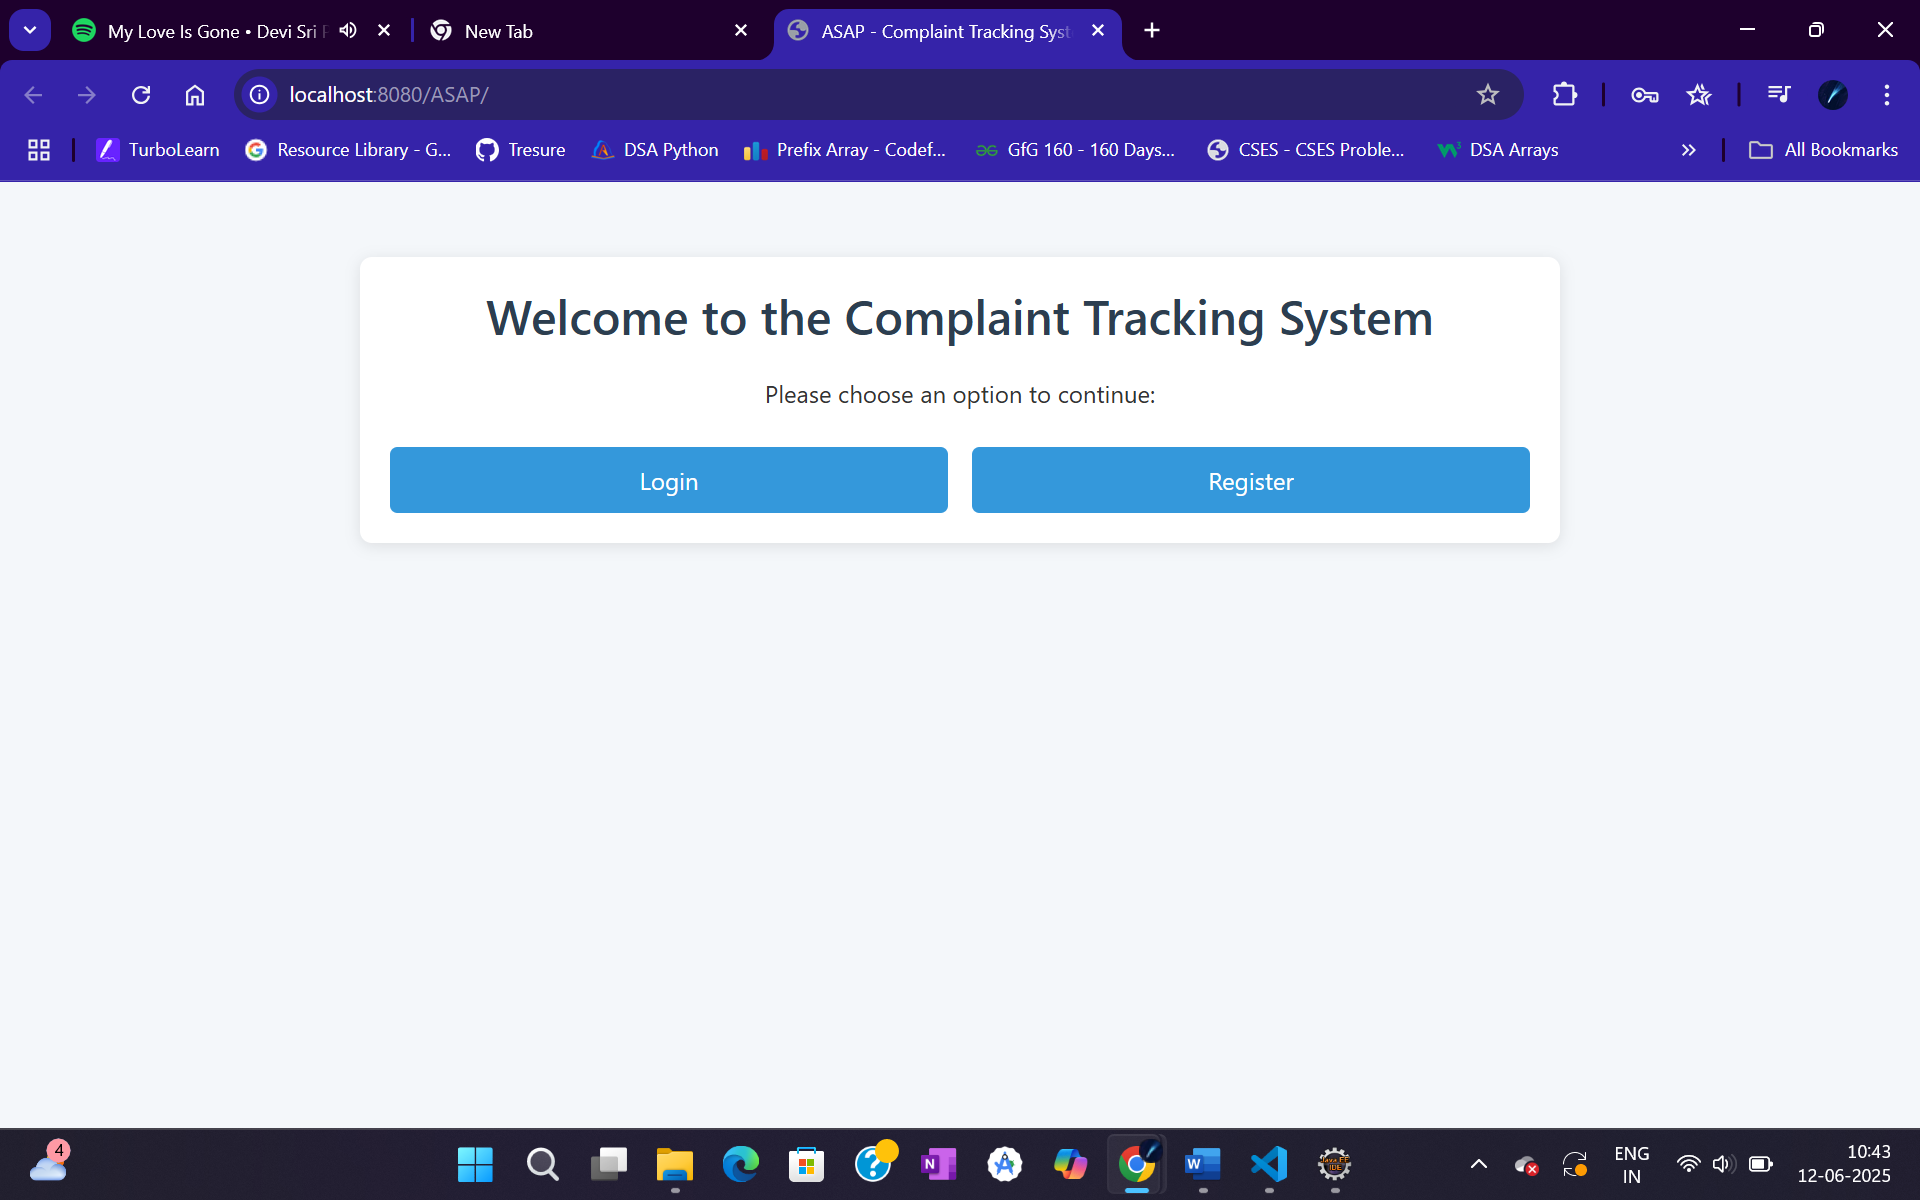 My Love Is Gone • Devi Sri
New Tab
ASAP - Complaint Tracking Syst
localhost:8080/ASAP/
TurboLearn
Resource Library - G...
Tresure
DSA Python
Prefix Array - Codef...
GfG 160 - 160 Days...
CSES - CSES Proble...
DSA Arrays
All Bookmarks
Welcome to the Complaint Tracking System
Please choose an option to continue:
Login
Register
4
ENG
IN
10:43
12-06-2025